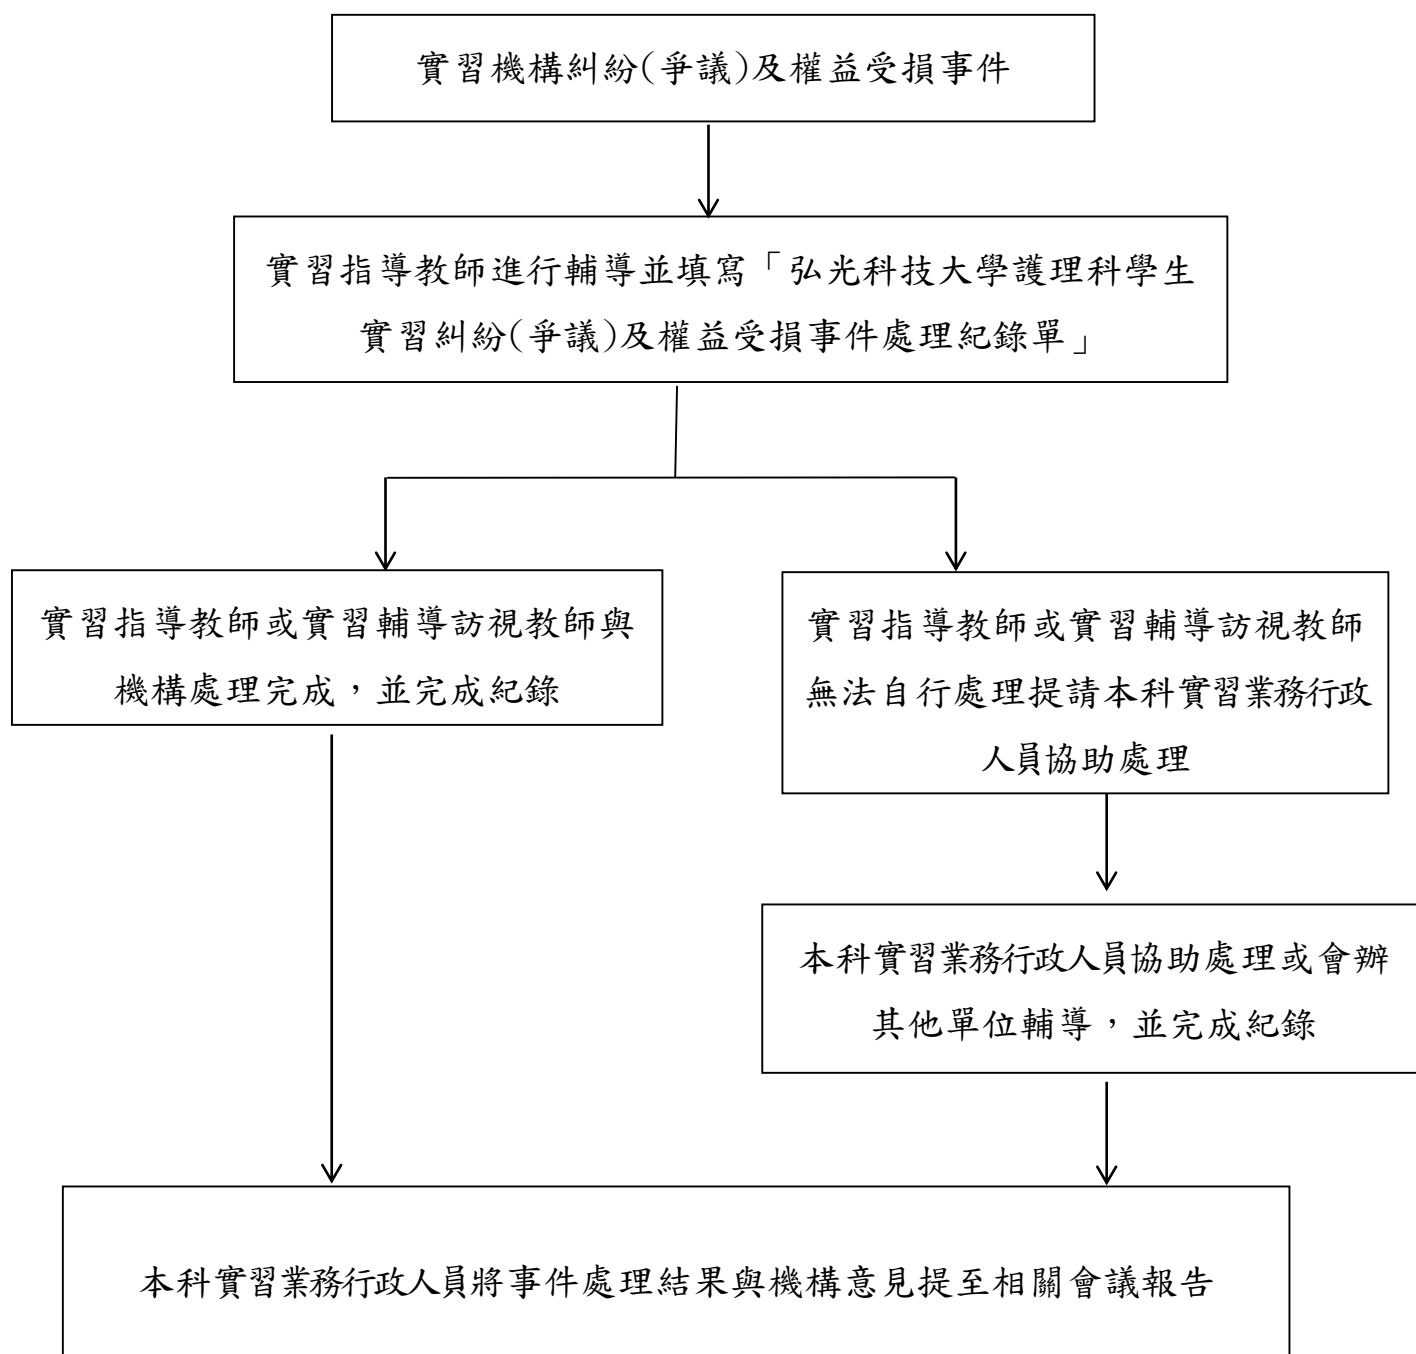 實習機構糾紛(爭議)及權益受損事件
實習指導教師進行輔導並填寫「弘光科技大學護理科學生
實習糾紛(爭議)及權益受損事件處理紀錄單」
實習指導教師或實習輔導訪視教師與
機構處理完成，並完成紀錄
實習指導教師或實習輔導訪視教師
無法自行處理提請本科實習業務行政
人員協助處理
本科實習業務行政人員協助處理或會辦
其他單位輔導，並完成紀錄
本科實習業務行政人員將事件處理結果與機構意見提至相關會議報告